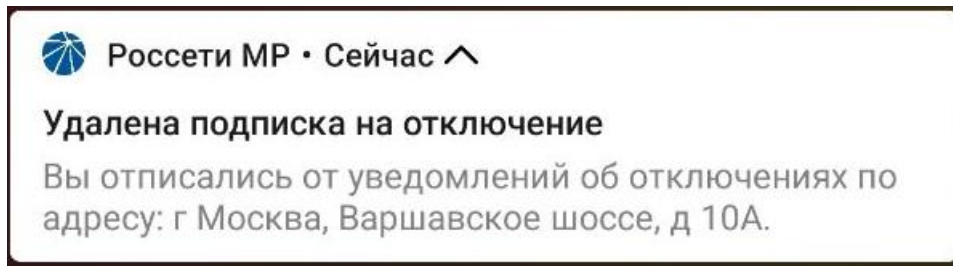 Россети МР • Сейчас
Удалена подписка на отключение
Вы отписались от уведомлений об отключениях по
адресу: г Москва, Варшавское шоссе, д 10А.